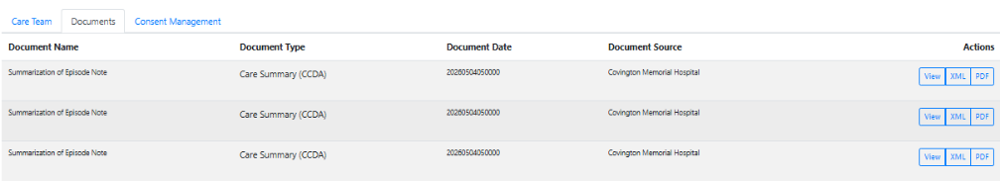 Care Team Documents Consent Management
Document Name Document Type Document Date Document Source Actions
Summarization of Episode Note Care Summary (CCDA) 20260504050000 Covington Memorial Hospital View XML PDF
Summarization of Episode Note Care Summary (CCDA) 20260504050000 Covington Memorial Hospital View XML PDF
Summarization of Episode Note Care Summary (CCDA) 20260504050000 Covington Memorial Hospital View XML PDF